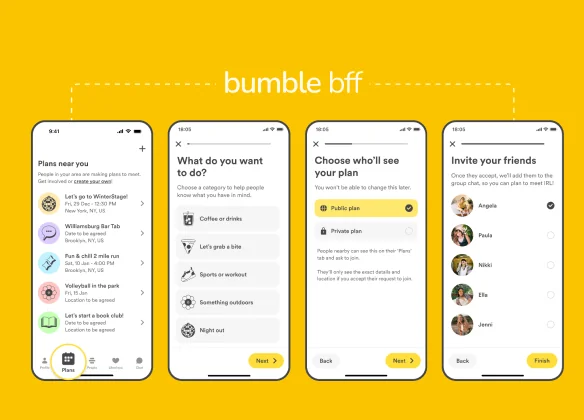 bumble bff
9:41
Plans near you
People in your area are making plans to meet.
Get involved or create your own!
Let's go to WinterStage!
Fri, 29 Dec - 12:30 PM
New York, NY, US
Williamsburg Bar Tab
Date to be agreed
Brooklyn, NY, US
Fun & chill 2 mile run
Sat, 10 Jan - 4:00 PM
Brooklyn, NY, US
Volleyball in the park
Fri, 15 Jan
Location to be agreed
Let's start a book club!
Date to be agreed
Location to be agreed
Profile
Plans
People
Chat
18:05
What do you want
to do?
Choose a category to help people
know what you have in mind.
Coffee or drinks
Let's grab a bite
Sports or workout
Something outdoors
Night out
Next
18:05
Choose who'll see
your plan
You won't be able to change this later.
Public plan
Private plan
People nearby can see this on their 'Plans'
tab and ask to join.
They'll only see the exact details and
location if you accept their request to join.
Back
Next
18:05
Invite your friends
Once they accept, we'll add them to the
group chat, so you can plan to meet IRL!
Angela
Paula
Nikki
Ella
Jenni
Back
Finish